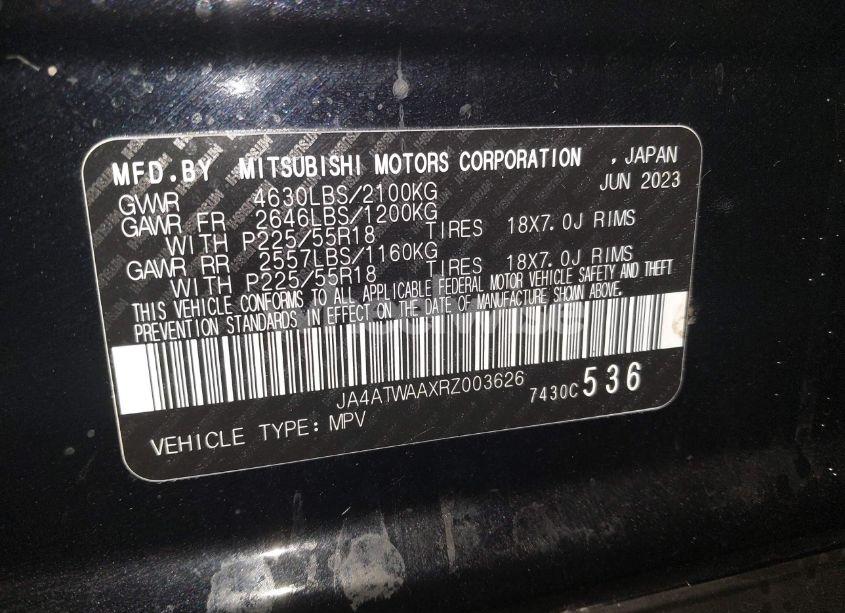 MFD.BY MITSUBISHI MOTORS CORPORATION , JAPAN
JUN 2023
GVWR 4630LBS/2100KG
GAWR FR 2646LBS/1200KG
WITH P225/55R18 TIRES 18X7.0J RIMS
GAWR RR 2557LBS/1160KG
WITH P225/55R18 TIRES 18X7.0J RIMS
THIS VEHICLE CONFORMS TO ALL APPLICABLE FEDERAL MOTOR VEHICLE SAFETY AND THEFT
PREVENTION STANDARDS IN EFFECT ON THE DATE OF MANUFACTURE SHOWN ABOVE.
JA4ATWAAXRZ003626
7430C536
VEHICLE TYPE: MPV